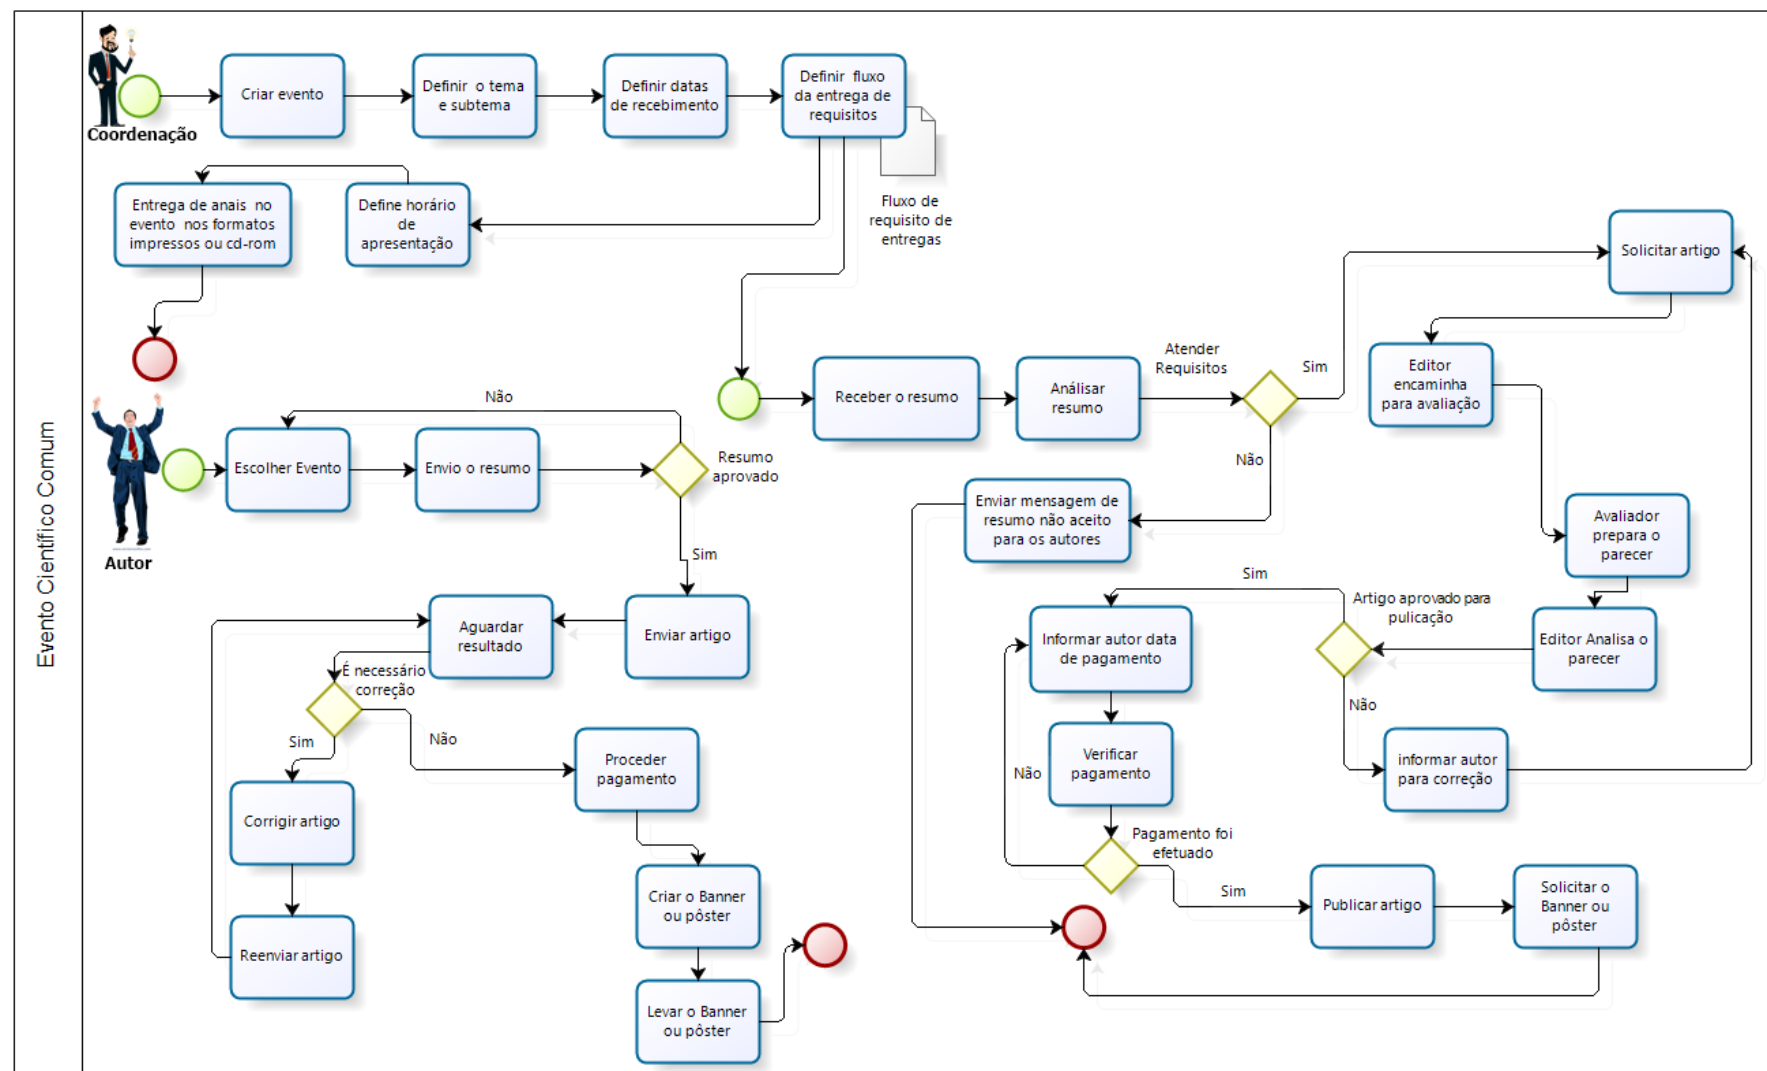 Evento Científico Comum
Coordenação
Criar evento
Definir o tema
e subtema
Definir datas
de recebimento
Definir fluxo
da entrega de
requisitos
Fluxo de
requisito de
entregas
Entrega de anais no
evento nos formatos
impressos ou cd-rom
Define horário
de
apresentação
Autor
Escolher Evento
Envio o resumo
Não
Resumo
aprovado
Sim
Enviar artigo
Aguardar
resultado
É necessário
correção
Sim
Não
Corrigir artigo
Reenviar artigo
Proceder
pagamento
Criar o Banner
ou pôster
Levar o Banner
ou pôster
Receber o resumo
Análisar
resumo
Atender
Requisitos
Sim
Não
Enviar mensagem de
resumo não aceito
para os autores
Solicitar artigo
Editor
encaminha
para avaliação
Avaliador
prepara o
parecer
Editor Analisa o
parecer
Artigo aprovado para
pulicação
Sim
Não
informar autor
para correção
Informar autor data
de pagamento
Verificar
pagamento
Não
Pagamento foi
efetuado
Sim
Publicar artigo
Solicitar o
Banner ou
pôster